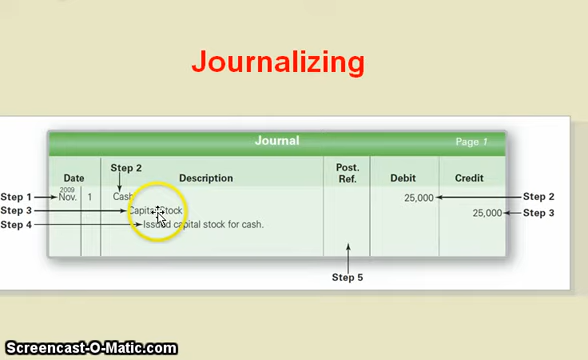 Journalizing
Journal Page 1
Date Step 2 Description Post. Ref. Debit Credit
Step 1 2009 Nov. 1 Cash 25,000 Step 2
Step 3 Capital Stock 25,000 Step 3
Step 4 Issued capital stock for cash.
Step 5
Screencast-O-Matic.com